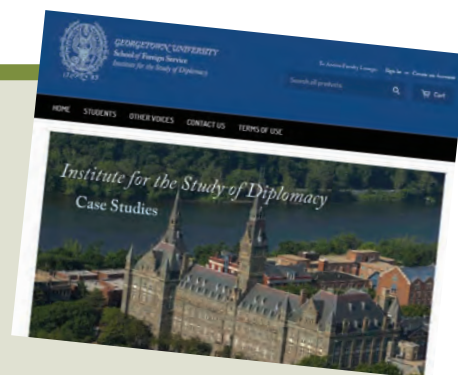 GEORGETOWN UNIVERSITY
School of Foreign Service
Institute for the Study of Diplomacy
Sign in or Create an Account
Search all products
Cart
HOME STUDENTS OTHER VOICES CONTACT US TERMS OF USE
Institute for the Study of Diplomacy
Case Studies